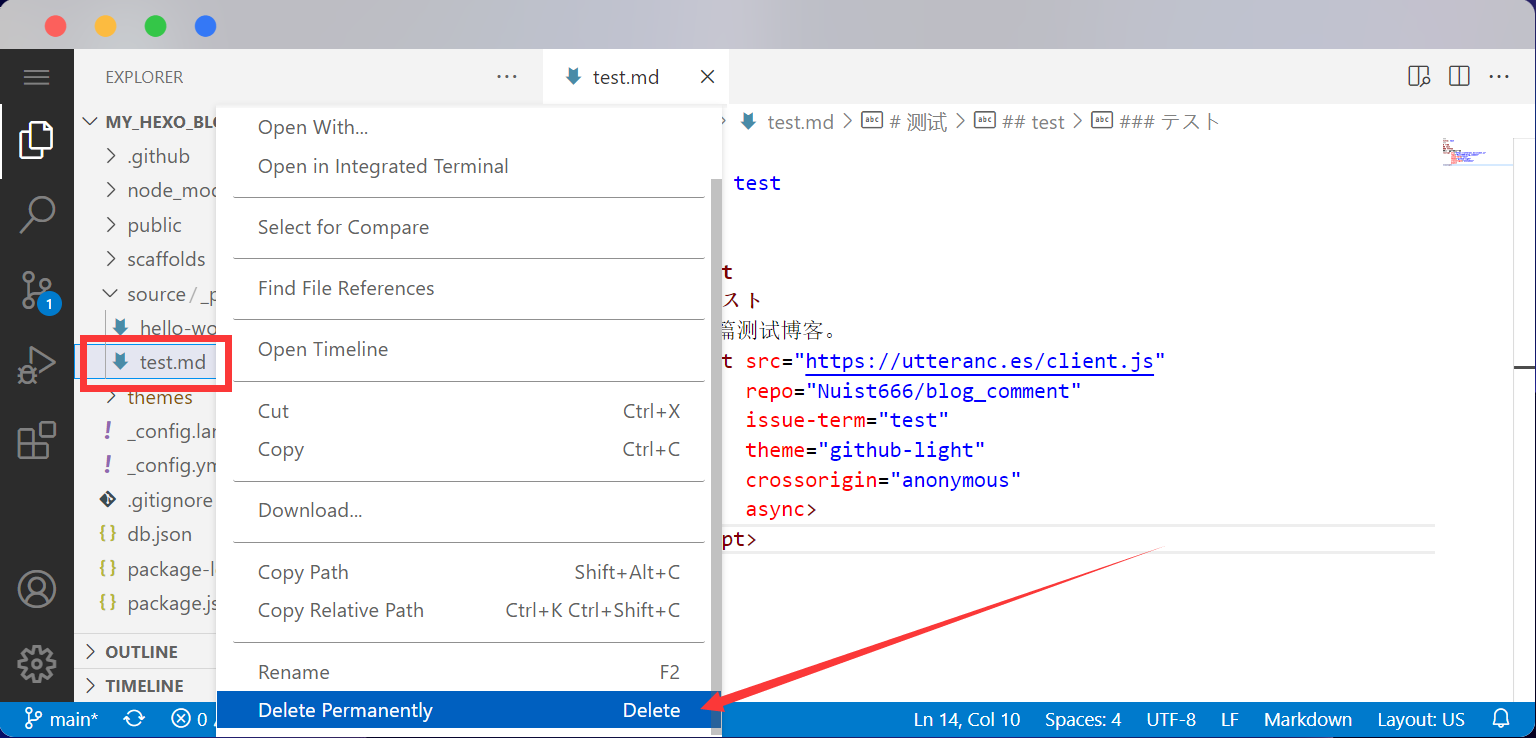 EXPLORER
test.md
MY_HEXO_BLO
.github
node_mod
public
scaffolds
source / _p
hello-wo
test.md
themes
_config.lan
_config.ym
.gitignore
db.json
package-l
package.js
OUTLINE
TIMELINE
Open With...
Open in Integrated Terminal
Select for Compare
Find File References
Open Timeline
Cut Ctrl+X
Copy Ctrl+C
Download...
Copy Path Shift+Alt+C
Copy Relative Path Ctrl+K Ctrl+Shift+C
Rename F2
Delete Permanently Delete
test.md > # 测试 > ## test > ### テスト
test
t
スト
篇测试博客。
t src="https://utteranc.es/client.js"
repo="Nuist666/blog_comment"
issue-term="test"
theme="github-light"
crossorigin="anonymous"
async>
pt>
1
main* 0 Ln 14, Col 10 Spaces: 4 UTF-8 LF Markdown Layout: US